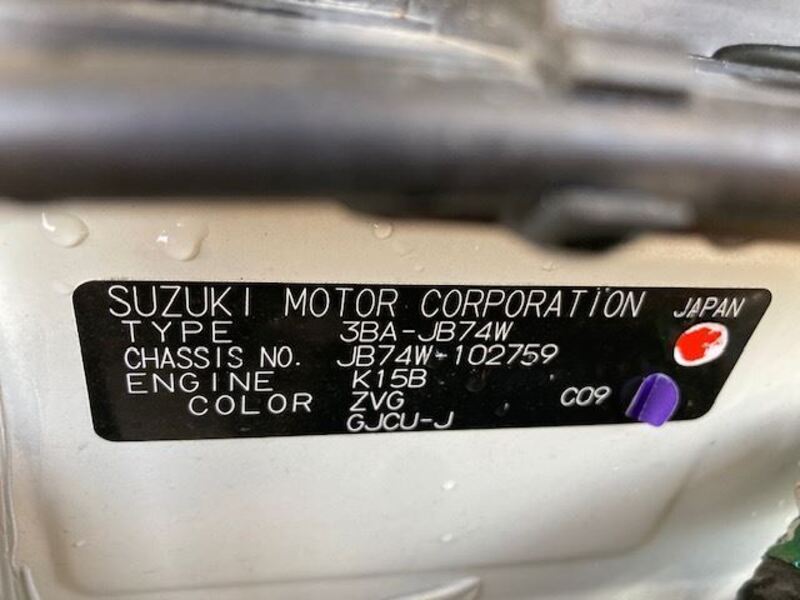 SUZUKI MOTOR CORPORATION JAPAN
TYPE 3BA-JB74W
CHASSIS NO. JB74W-102759
ENGINE K15B
COLOR ZVG C09
GJCU-J